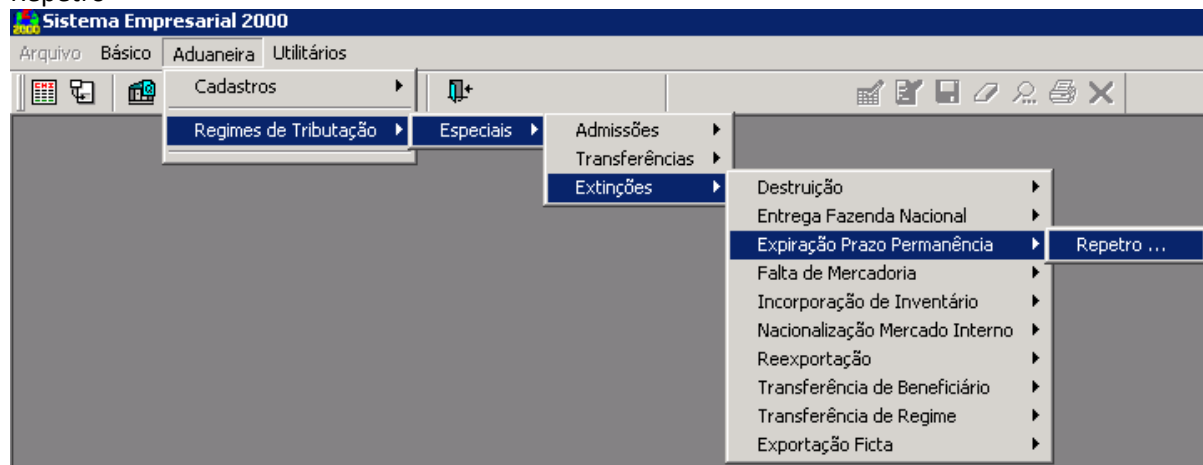 Repetro
Sistema Empresarial 2000
Arquivo Básico Aduaneira Utilitários
Cadastros
Regimes de Tributação Especiais Admissões
Transferências
Extinções Destruição
Entrega Fazenda Nacional
Expiração Prazo Permanência Repetro ...
Falta de Mercadoria
Incorporação de Inventário
Nacionalização Mercado Interno
Reexportação
Transferência de Beneficiário
Transferência de Regime
Exportação Ficta